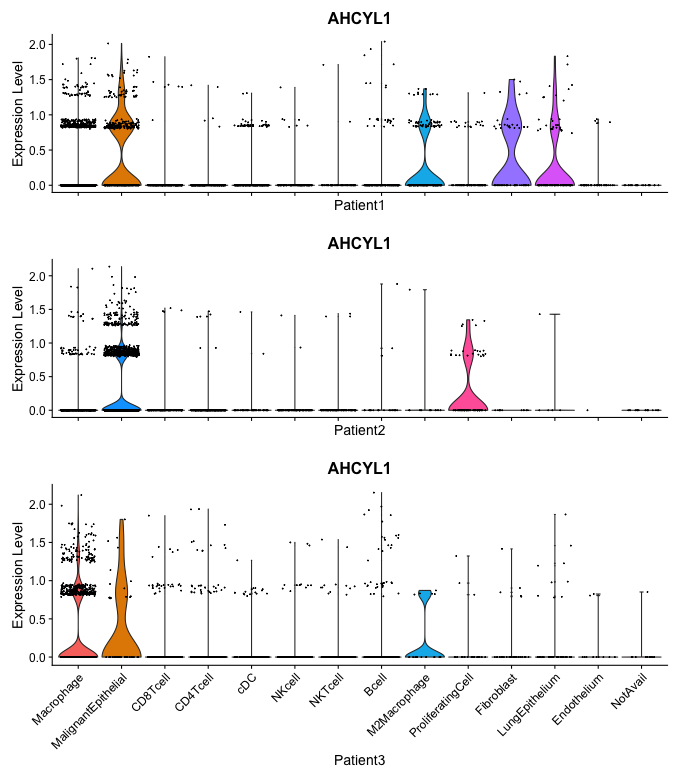 AHCYL1
Expression Level
2.0
1.5
1.0
0.5
0.0
Patient1
AHCYL1
Expression Level
2.0
1.5
1.0
0.5
0.0
Patient2
AHCYL1
Expression Level
2.0
1.5
1.0
0.5
0.0
Macrophage
MalignantEpithelial
CD8Tcell
CD4Tcell
cDC
NKcell
NKTcell
Bcell
M2Macrophage
ProliferatingCell
Fibroblast
LungEpithelium
Endothelium
NotAvail
Patient3